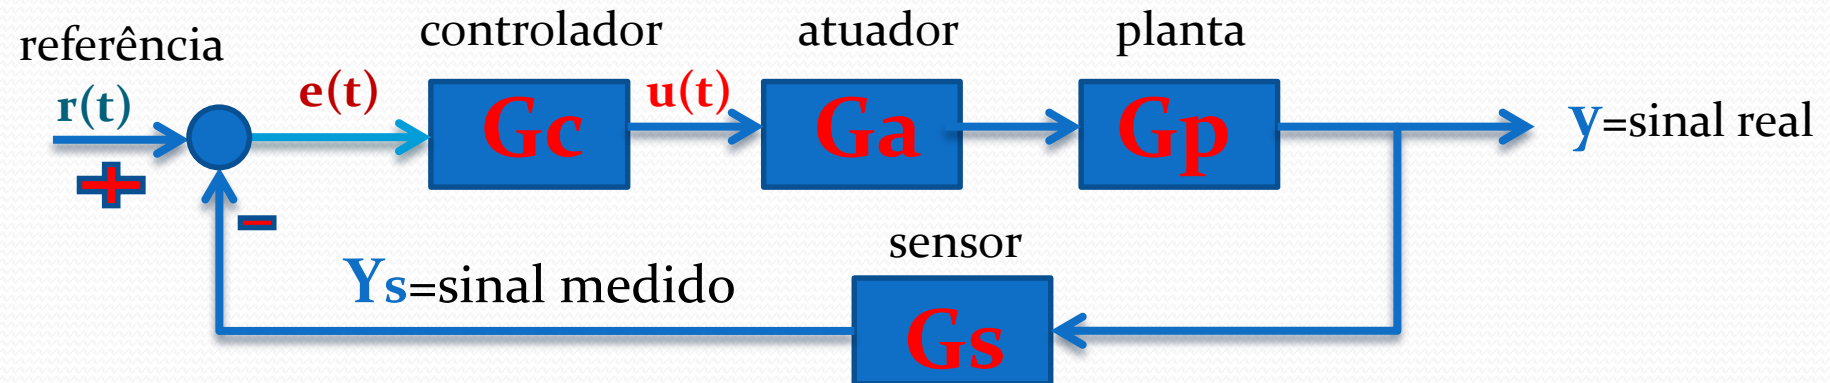 referência
controlador
atuador
planta
r(t)
+
e(t)
Gc
u(t)
Ga
Gp
y=sinal real
-
sensor
Ys=sinal medido
Gs